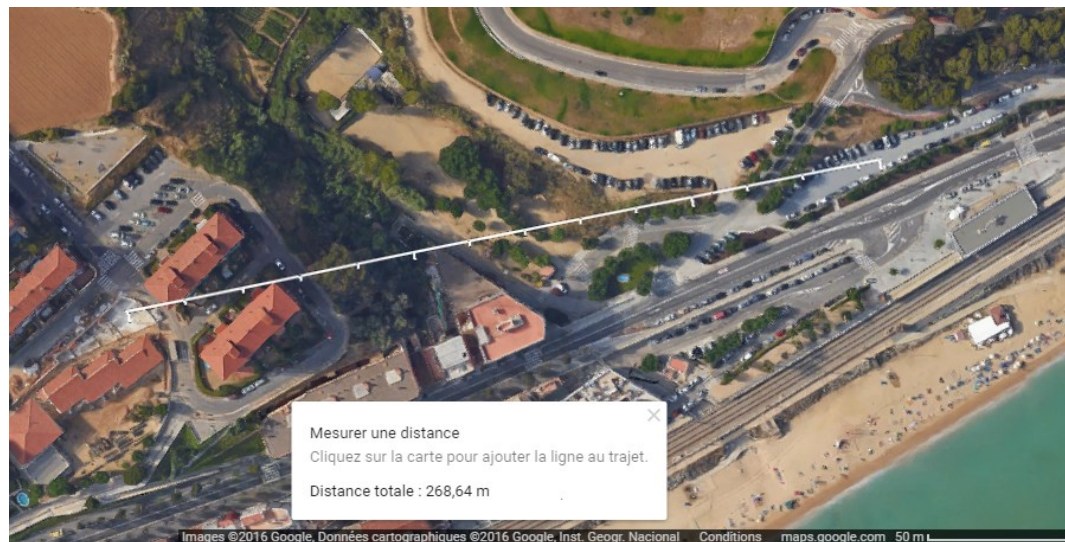 Mesurer une distance
Cliquez sur la carte pour ajouter la ligne au trajet.
Distance totale : 268,64 m
Images ©2016 Google, Données cartographiques ©2016 Google, Inst. Geogr. Nacional Conditions maps.google.com 50 m